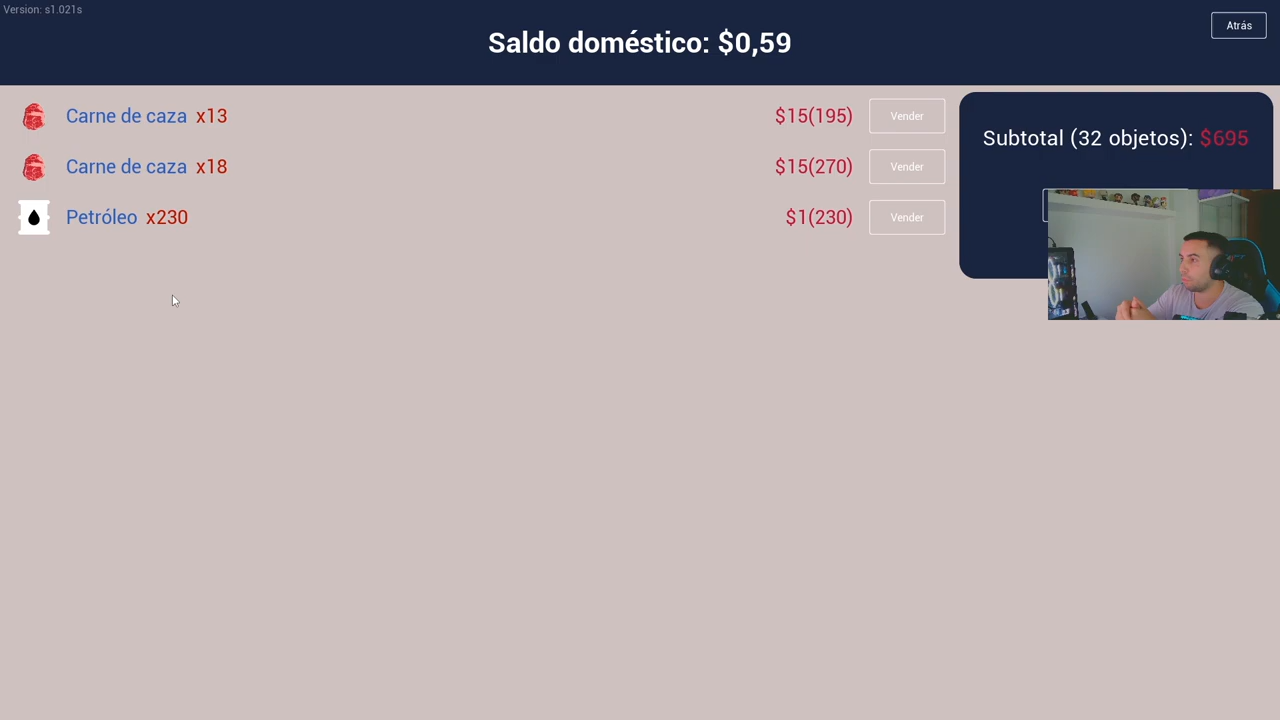 Version: s1.021s
Atrás
Saldo doméstico: $0,59
Carne de caza x13 $15(195) Vender
Subtotal (32 objetos): $695
Carne de caza x18 $15(270) Vender
Petróleo x230 $1(230) Vender